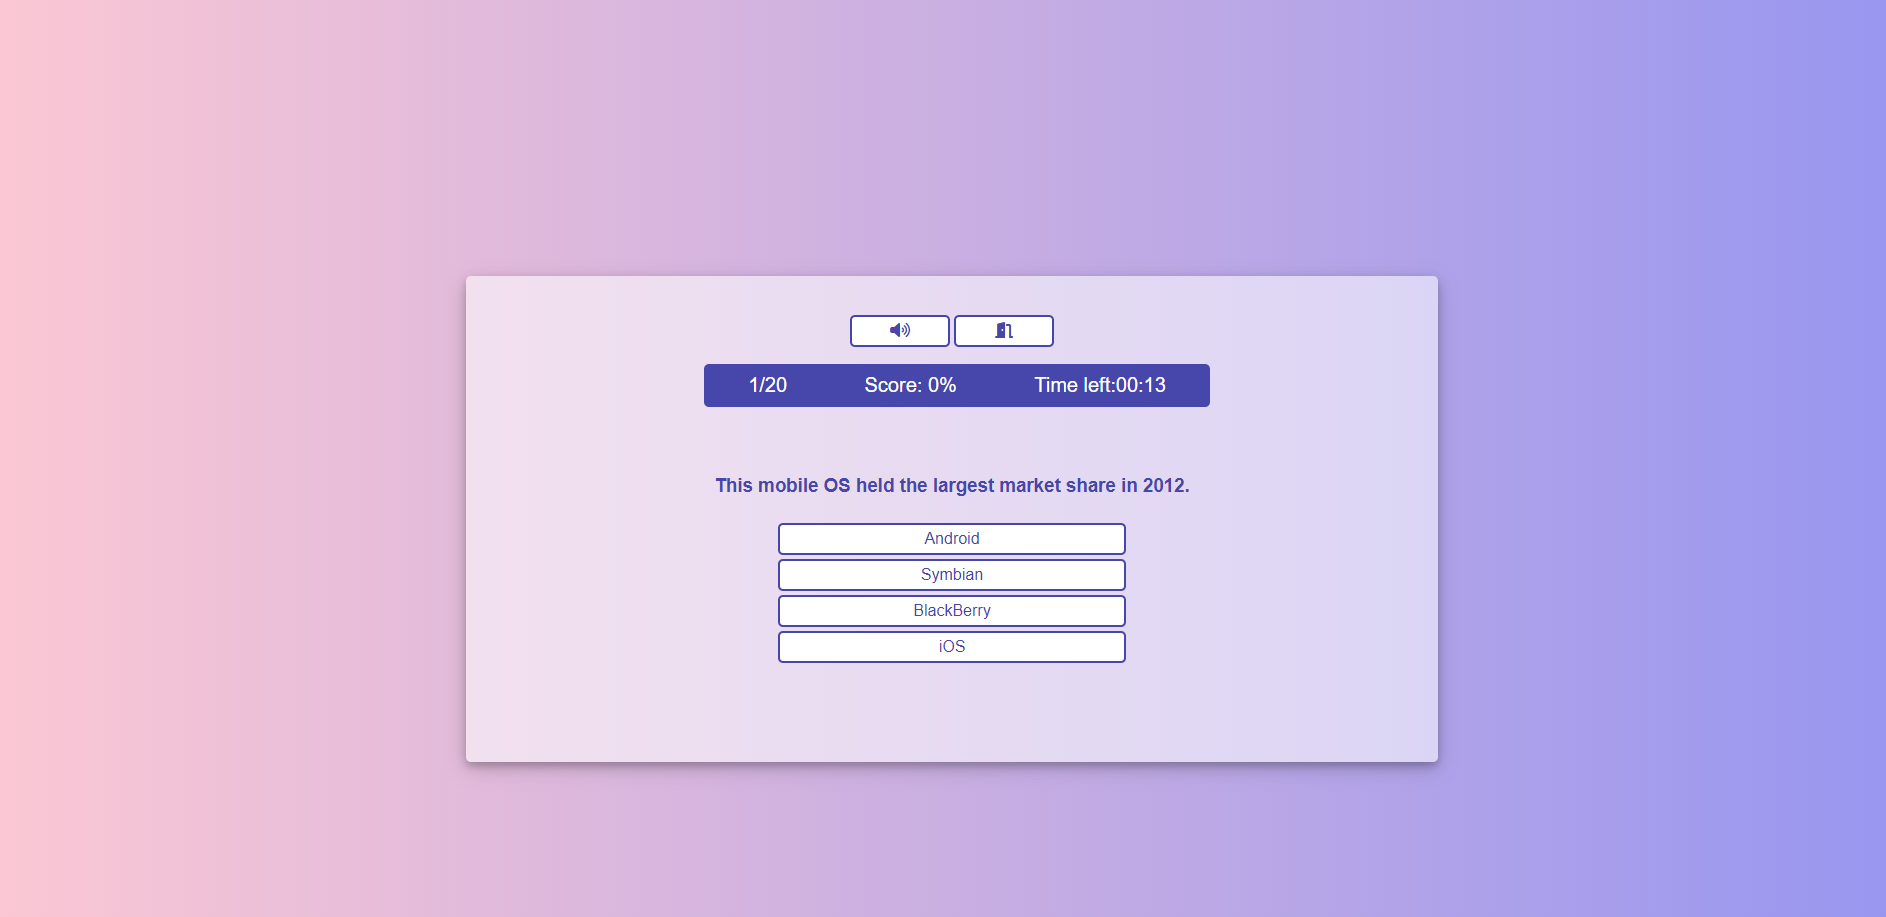 1/20 Score: 0% Time left:00:13
This mobile OS held the largest market share in 2012.
Android
Symbian
BlackBerry
iOS